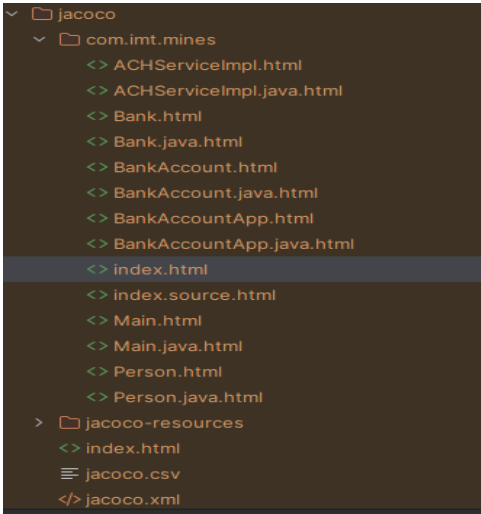 jacoco
com.imt.mines
<> ACHServiceImpl.html
<> ACHServiceImpl.java.html
<> Bank.html
<> Bank.java.html
<> BankAccount.html
<> BankAccount.java.html
<> BankAccountApp.html
<> BankAccountApp.java.html
<> index.html
<> index.source.html
<> Main.html
<> Main.java.html
<> Person.html
<> Person.java.html
jacoco-resources
<> index.html
jacoco.csv
</> jacoco.xml